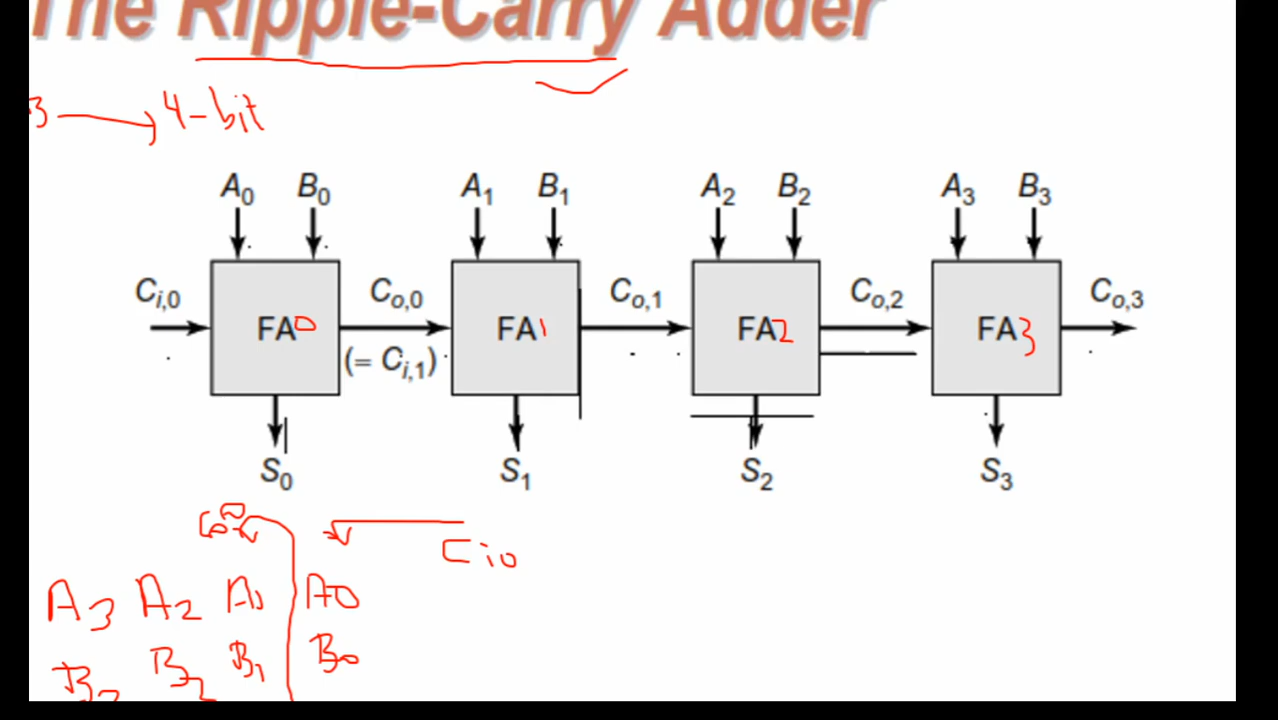 The Ripple-Carry Adder
3 → 4-bit
A0 B0 A1 B1 A2 B2 A3 B3
Ci,0 Co,0 Co,1 Co,2 Co,3
FA0 FA1 FA2 FA3
(= Ci,1)
S0 S1 S2 S3
Cio
A3 A2 A1 A0
B2 B1 B0